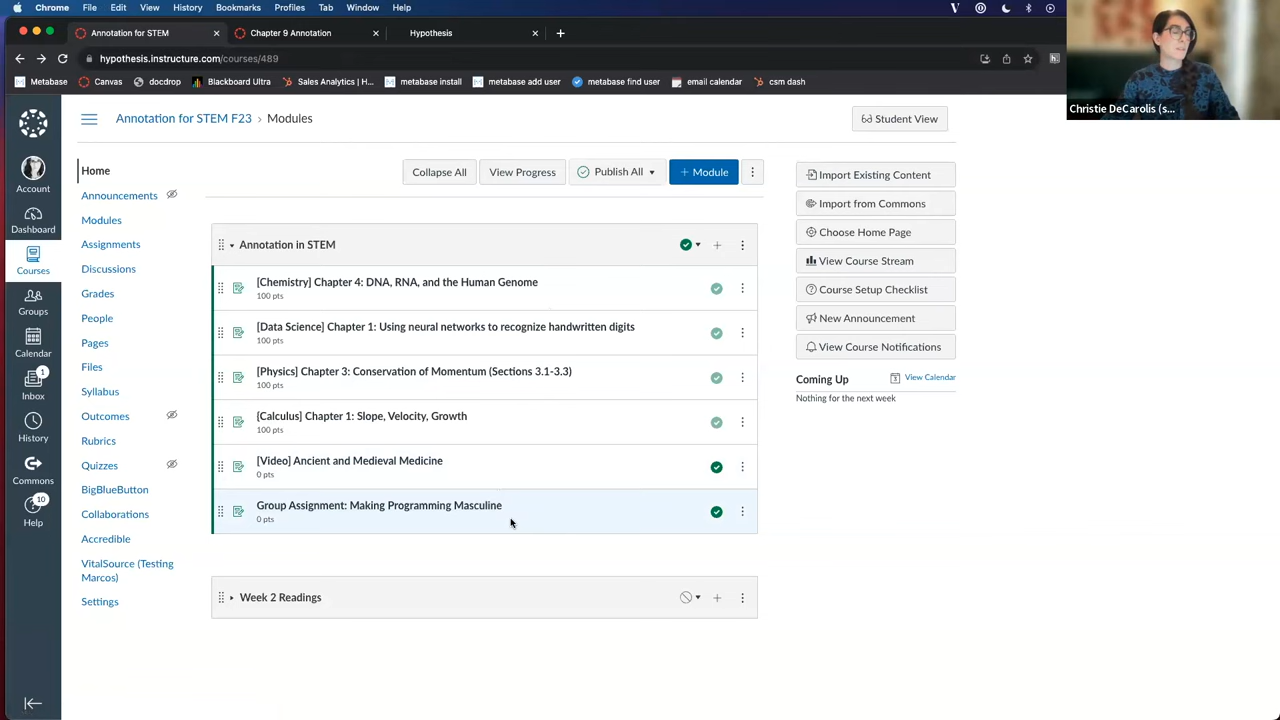 Chrome File Edit View History Bookmarks Profiles Tab Window Help
Annotation for STEM × Chapter 9 Annotation × Hypothesis × +
hypothesis.instructure.com/courses/489
Metabase Canvas docdrop Blackboard Ultra Sales Analytics | H... metabase install metabase add user metabase find user email calendar csm dash
Christie DeCarolis (s...
Annotation for STEM F23 › Modules
Student View
Account
Dashboard
Courses
Groups
Calendar
1
Inbox
History
Commons
10
Help
Home
Announcements
Modules
Assignments
Discussions
Grades
People
Pages
Files
Syllabus
Outcomes
Rubrics
Quizzes
BigBlueButton
Collaborations
Accredible
VitalSource (Testing
Marcos)
Settings
Collapse All View Progress Publish All + Module
Annotation in STEM
[Chemistry] Chapter 4: DNA, RNA, and the Human Genome
100 pts
[Data Science] Chapter 1: Using neural networks to recognize handwritten digits
100 pts
[Physics] Chapter 3: Conservation of Momentum (Sections 3.1-3.3)
100 pts
[Calculus] Chapter 1: Slope, Velocity, Growth
100 pts
[Video] Ancient and Medieval Medicine
0 pts
Group Assignment: Making Programming Masculine
0 pts
Week 2 Readings
Import Existing Content
Import from Commons
Choose Home Page
View Course Stream
Course Setup Checklist
New Announcement
View Course Notifications
Coming Up View Calendar
Nothing for the next week